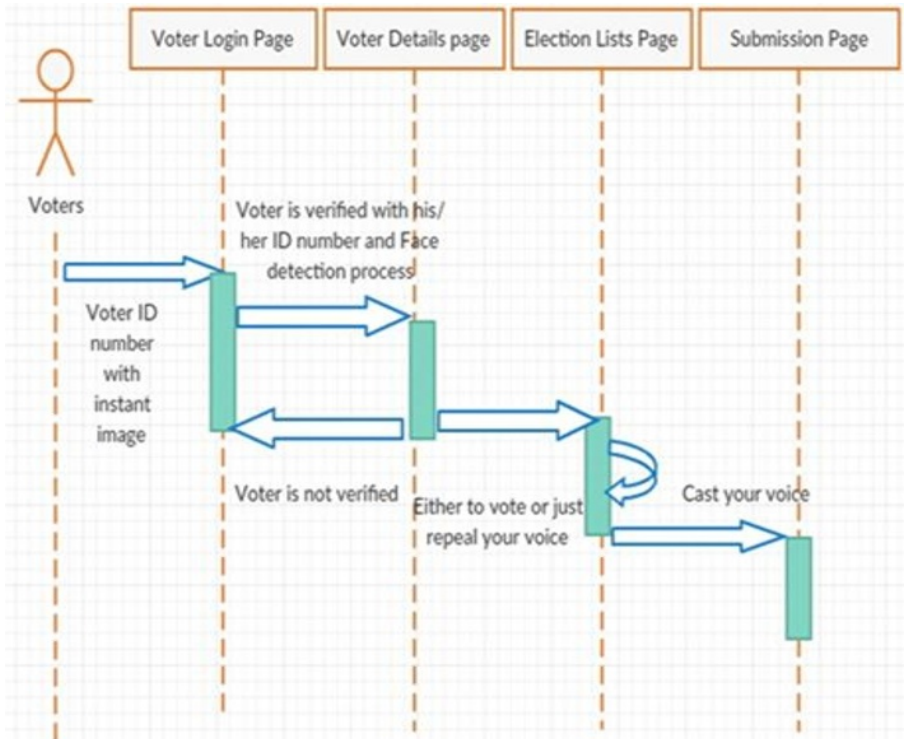 Voter Login Page
Voter Details page
Election Lists Page
Submission Page
Voters
Voter is verified with his/
her ID number and Face
detection process
Voter ID
number
with
instant
image
Voter is not verified
Either to vote or just
repeal your voice
Cast your voice